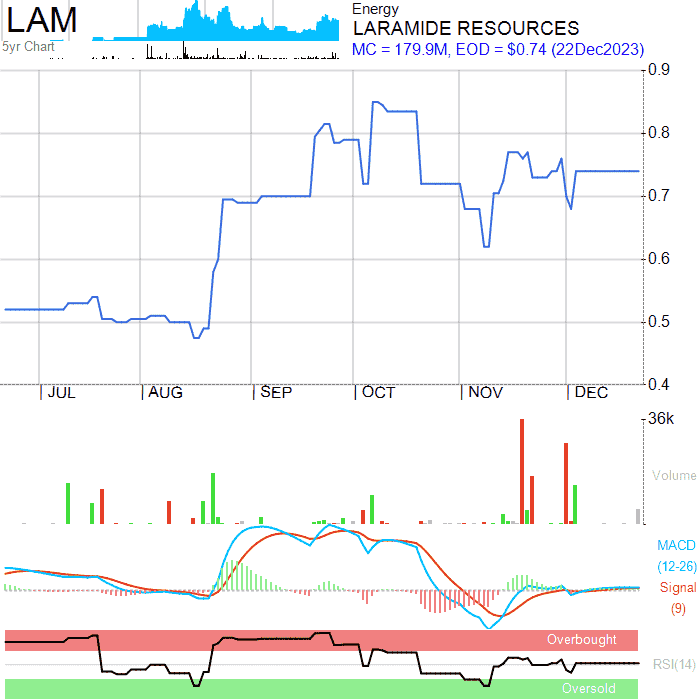 LAM
5yr Chart
Energy
LARAMIDE RESOURCES
MC = 179.9M, EOD = $0.74 (22Dec2023)
0.9
0.8
0.7
0.6
0.5
0.4
JUL
AUG
SEP
OCT
NOV
DEC
36k
Volume
MACD
(12-26)
Signal
(9)
Overbought
RSI(14)
Oversold